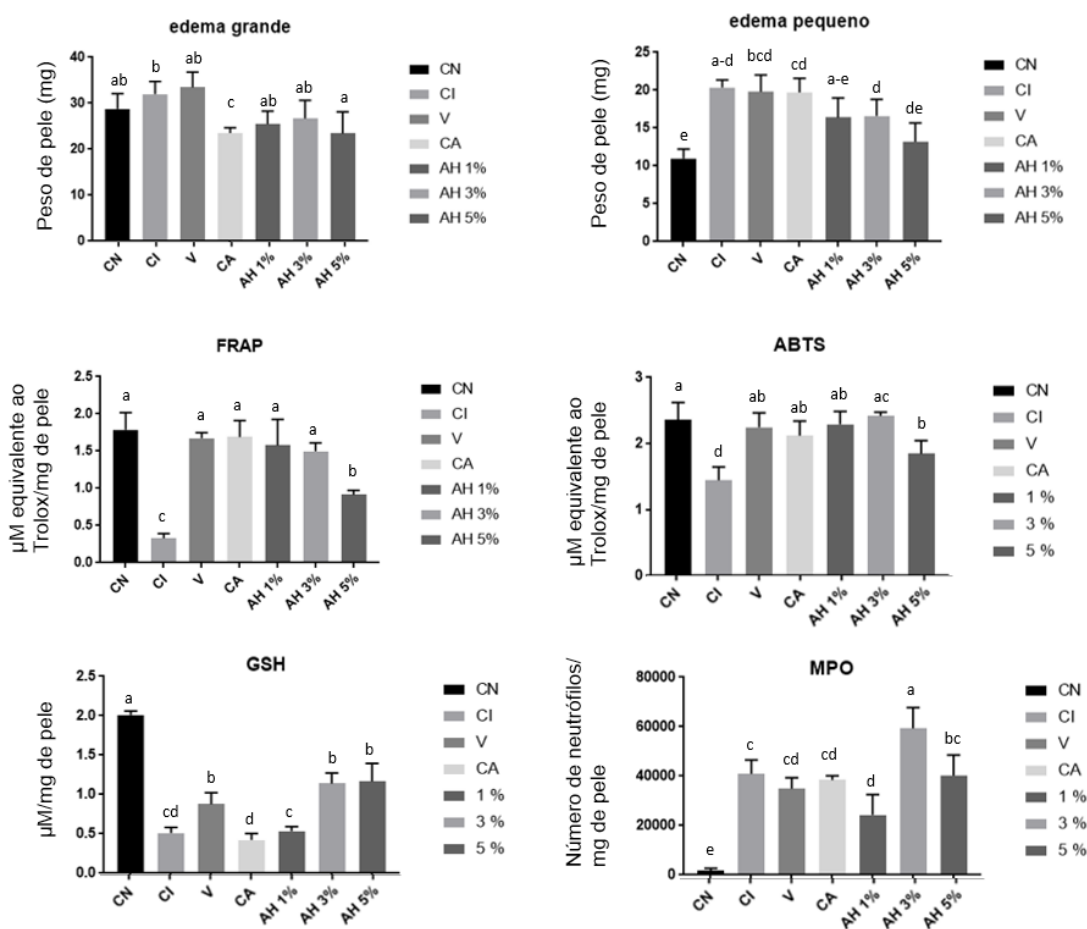 edema grande
Peso de pele (mg)
40
30
20
10
0
ab
b
ab
c
ab
ab
a
CN
CI
V
CA
AH 1%
AH 3%
AH 5%
CN
CI
V
CA
AH 1%
AH 3%
AH 5%
edema pequeno
Peso de pele (mg)
25
20
15
10
5
0
e
a-d
bcd
cd
a-e
d
de
CN
CI
V
CA
AH 1%
AH 3%
AH 5%
CN
CI
V
CA
AH 1%
AH 3%
AH 5%
FRAP
µM equivalente ao
Trolox/mg de pele
2.0
1.5
1.0
0.5
0.0
a
c
a
a
a
a
b
CN
CI
V
CA
AH 1%
AH 3%
AH 5%
CN
CI
V
CA
AH 1%
AH 3%
AH 5%
ABTS
µM equivalente ao
Trolox/mg de pele
3
2
1
0
a
d
ab
ab
ab
ac
b
CN
CI
V
CA
AH 1%
AH 3%
AH 5%
CN
CI
V
CA
1 %
3 %
5 %
GSH
µM/mg de pele
2.5
2.0
1.5
1.0
0.5
0.0
a
cd
b
d
c
b
b
CN
CI
V
CA
AH 1%
AH 3%
AH 5%
CN
CI
V
CA
1 %
3 %
5 %
MPO
Número de neutrófilos/
mg de pele
80000
60000
40000
20000
0
e
c
cd
cd
d
a
bc
CN
CI
V
CA
AH 1%
AH 3%
AH 5%
CN
CI
V
CA
1 %
3 %
5 %